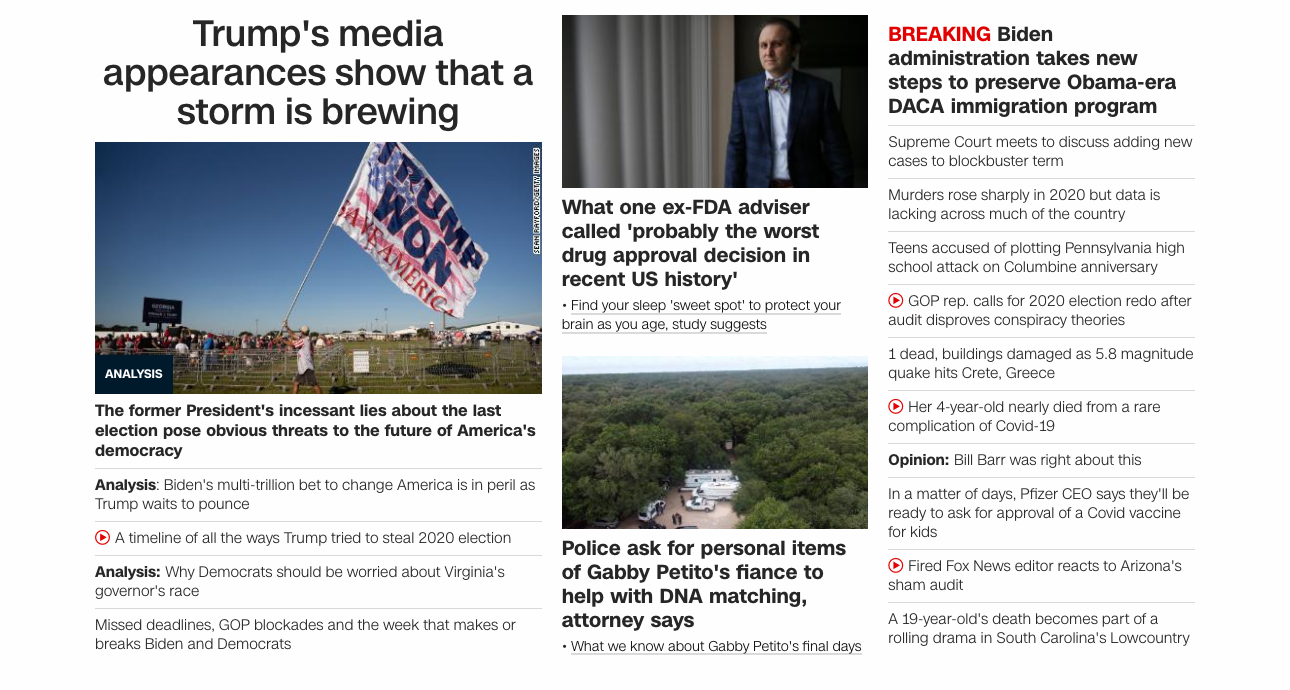 Trump's media
appearances show that a
storm is brewing
SEAN RAYFORD/GETTY IMAGES
TRUMP
WON
SAVE AMERICA
GEORGIA
ANALYSIS
The former President's incessant lies about the last
election pose obvious threats to the future of America's
democracy
Analysis: Biden's multi-trillion bet to change America is in peril as
Trump waits to pounce
A timeline of all the ways Trump tried to steal 2020 election
Analysis: Why Democrats should be worried about Virginia's
governor's race
Missed deadlines, GOP blockades and the week that makes or
breaks Biden and Democrats
What one ex-FDA adviser
called 'probably the worst
drug approval decision in
recent US history'
• Find your sleep 'sweet spot' to protect your
brain as you age, study suggests
Police ask for personal items
of Gabby Petito's fiance to
help with DNA matching,
attorney says
• What we know about Gabby Petito's final days
BREAKING Biden
administration takes new
steps to preserve Obama-era
DACA immigration program
Supreme Court meets to discuss adding new
cases to blockbuster term
Murders rose sharply in 2020 but data is
lacking across much of the country
Teens accused of plotting Pennsylvania high
school attack on Columbine anniversary
GOP rep. calls for 2020 election redo after
audit disproves conspiracy theories
1 dead, buildings damaged as 5.8 magnitude
quake hits Crete, Greece
Her 4-year-old nearly died from a rare
complication of Covid-19
Opinion: Bill Barr was right about this
In a matter of days, Pfizer CEO says they'll be
ready to ask for approval of a Covid vaccine
for kids
Fired Fox News editor reacts to Arizona's
sham audit
A 19-year-old's death becomes part of a
rolling drama in South Carolina's Lowcountry